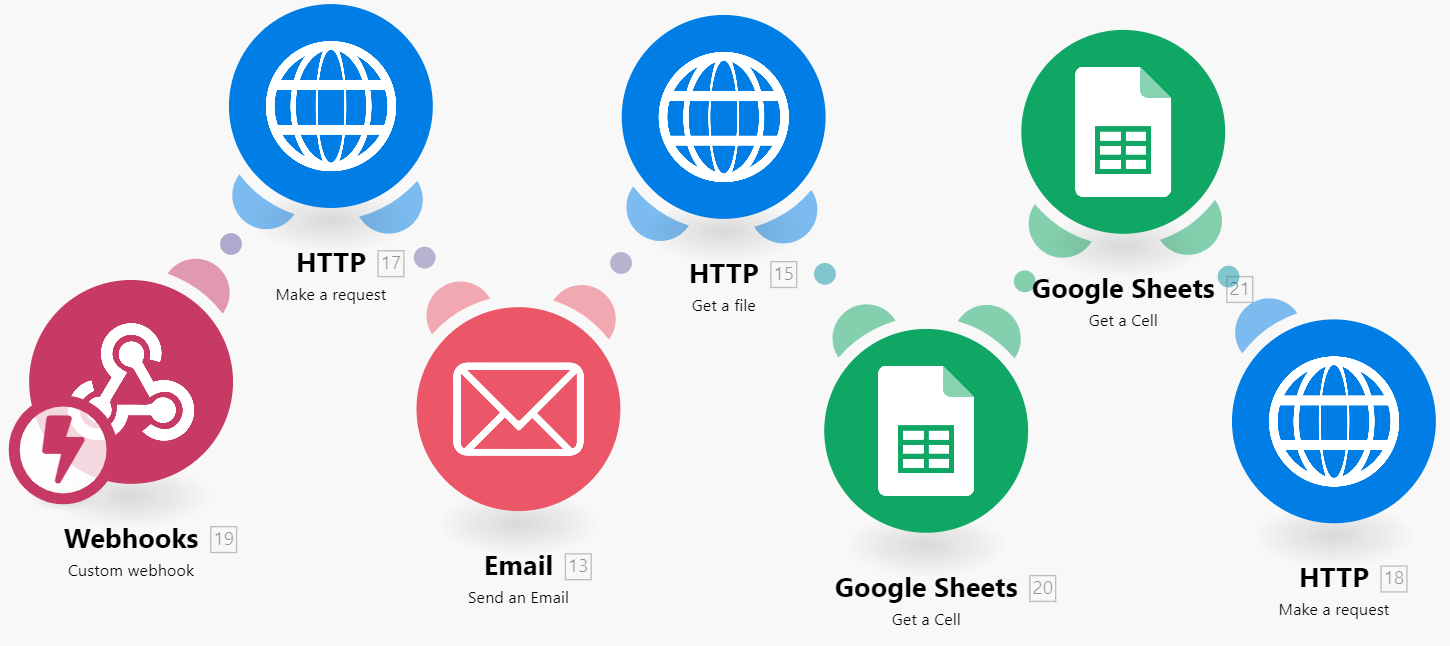 HTTP 17
Make a request
HTTP 15
Get a file
Google Sheets 21
Get a Cell
Webhooks 19
Custom webhook
Email 13
Send an Email
Google Sheets 20
Get a Cell
HTTP 18
Make a request